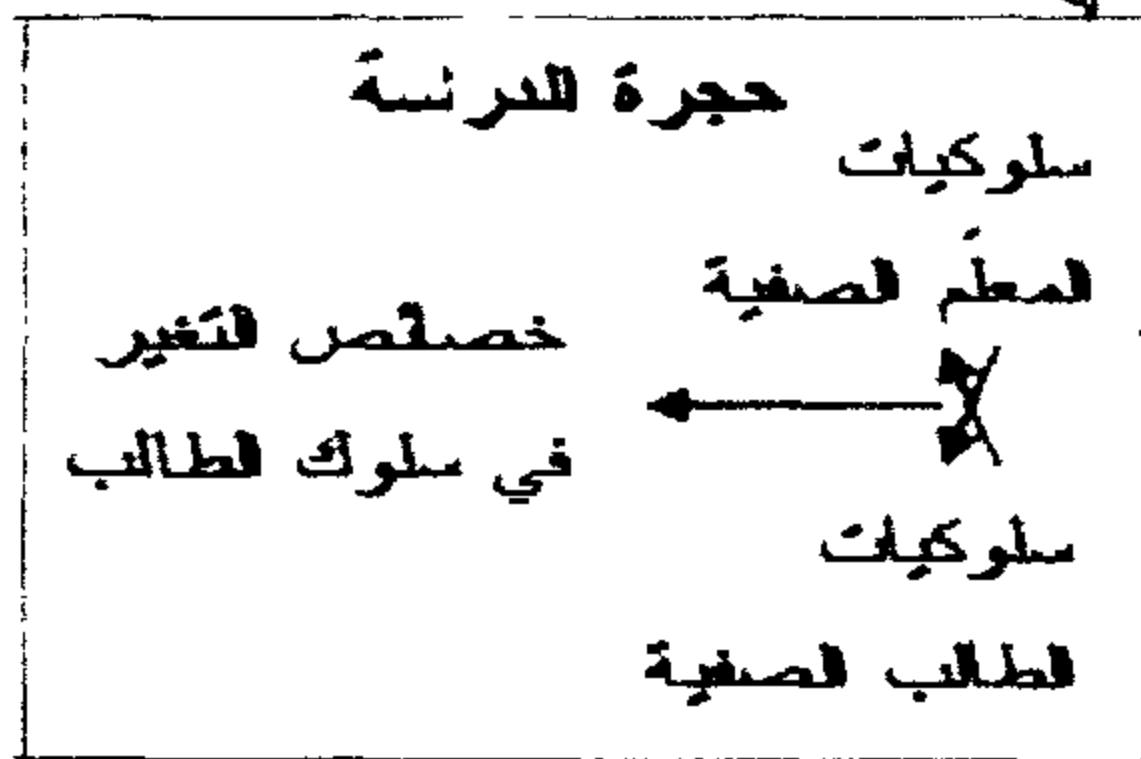 حجرة الدراسة
سلوكيات
المعلم الصفية
خصائص التغير
في سلوك الطالب
سلوكيات
الطالب الصفية